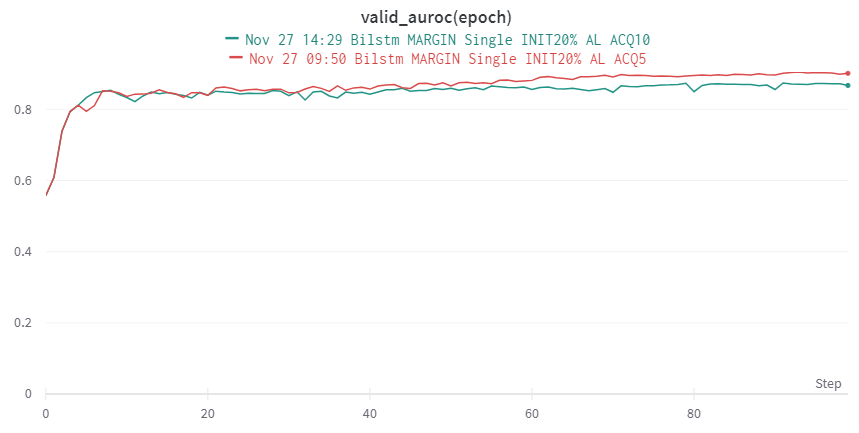 valid_auroc(epoch)
Nov 27 14:29 Bilstm MARGIN Single INIT20% AL ACQ10
Nov 27 09:50 Bilstm MARGIN Single INIT20% AL ACQ5
0.8
0.6
0.4
0.2
0
Step
0 20 40 60 80